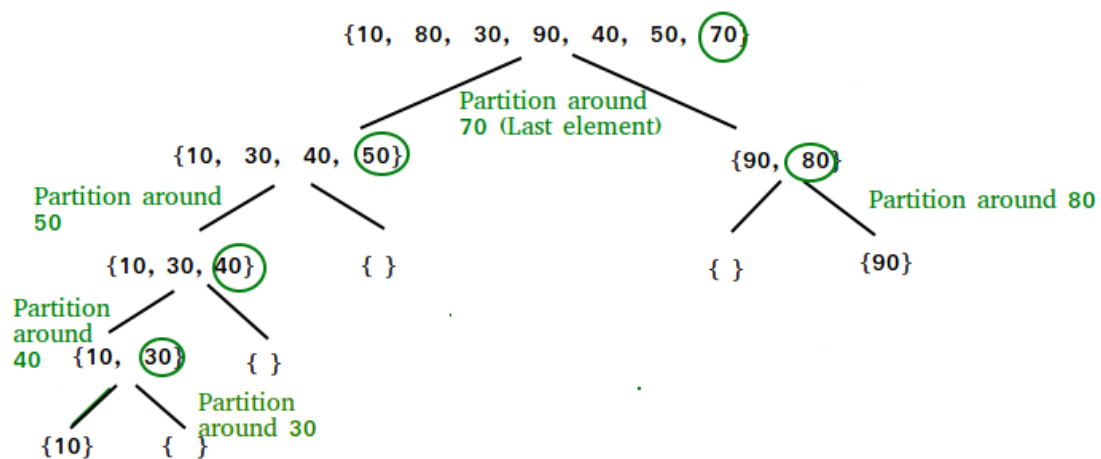 {10, 80, 30, 90, 40, 50, 70}
Partition around
70 (Last element)
{10, 30, 40, 50}
{90, 80}
Partition around
50
Partition around 80
{10, 30, 40}
{ }
{ }
{90}
Partition
around
40
{10, 30}
{ }
Partition
around 30
{10}
{ }